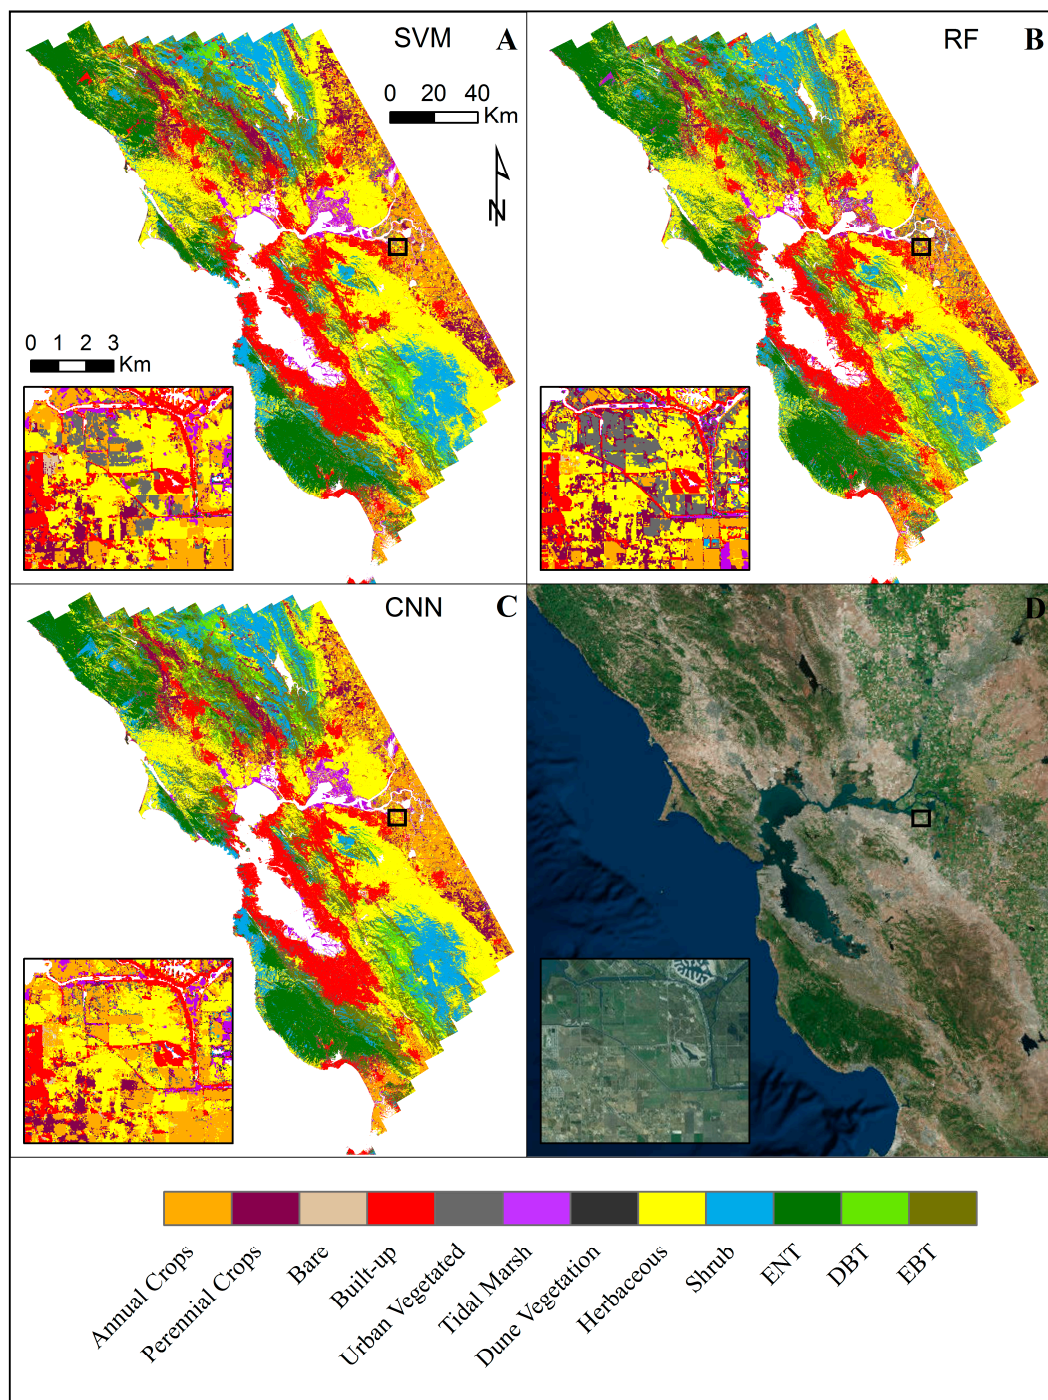 SVM
A
0 20 40
Km
N
0 1 2 3
Km
RF
B
CNN
C
D
Annual Crops
Perennial Crops
Bare
Built-up
Urban Vegetated
Tidal Marsh
Dune Vegetation
Herbaceous
Shrub
ENT
DBT
EBT